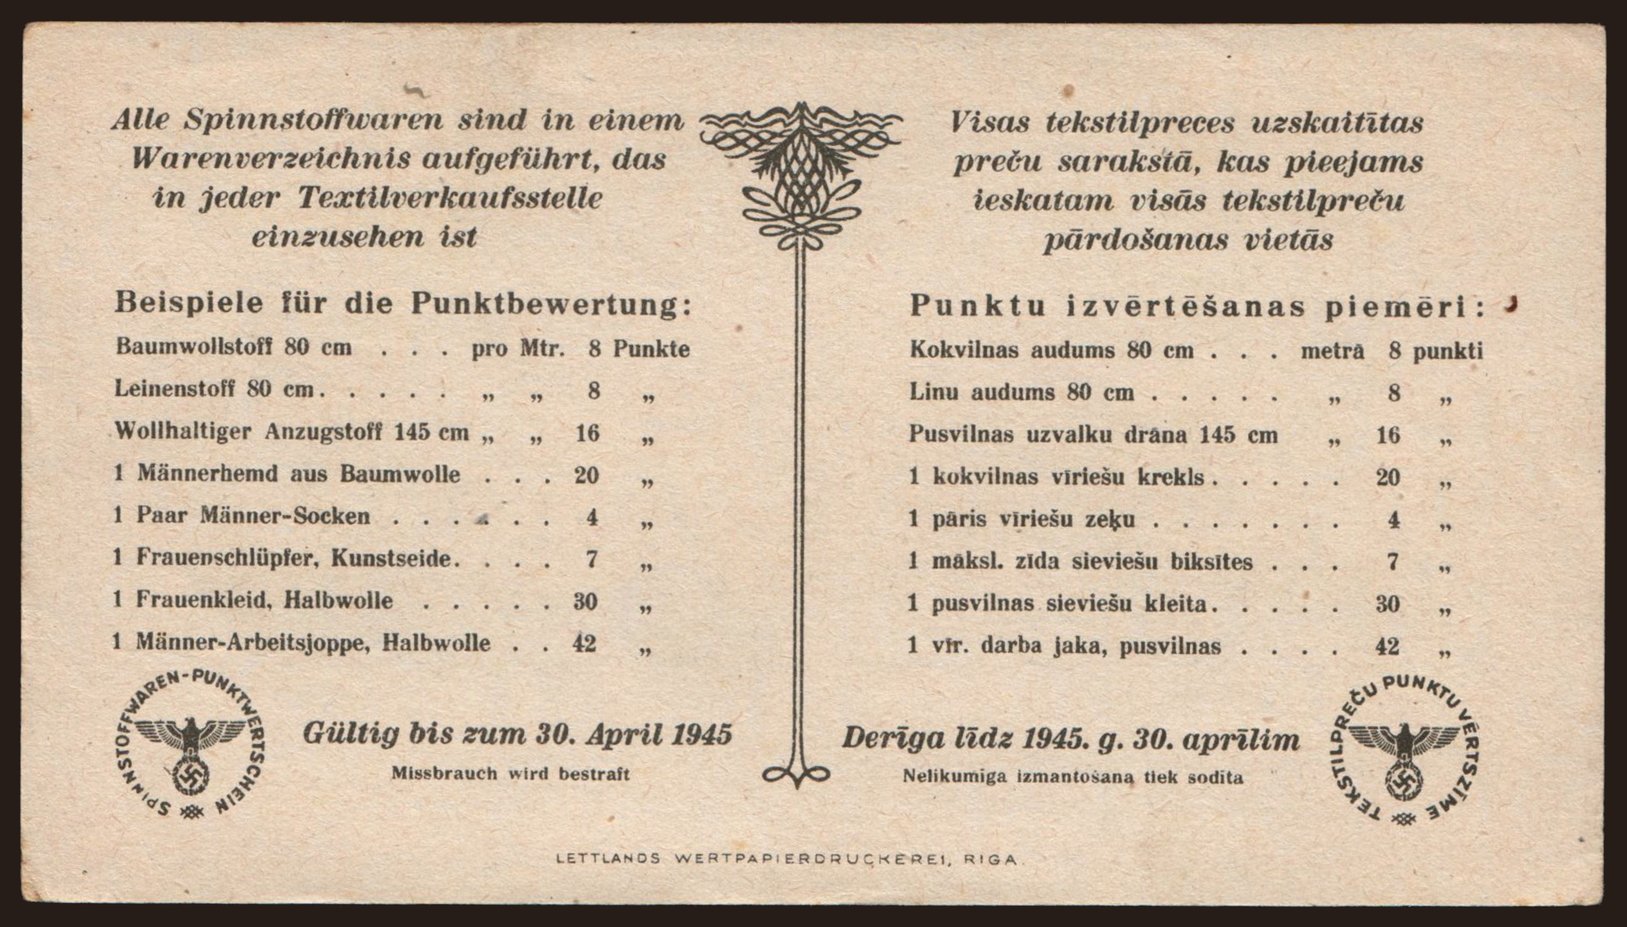 Alle Spinnstoffwaren sind in einem
Warenverzeichnis aufgeführt, das
in jeder Textilverkaufsstelle
einzusehen ist
Beispiele für die Punktbewertung:
Baumwollstoff 80 cm . . . pro Mtr. 8 Punkte
Leinenstoff 80 cm. . . . . „ „ 8 „
Wollhaltiger Anzugstoff 145 cm „ „ 16 „
1 Männerhemd aus Baumwolle . . . 20 „
1 Paar Männer-Socken . . . . . . 4 „
1 Frauenschlüpfer, Kunstseide. . . . 7 „
1 Frauenkleid, Halbwolle . . . . . 30 „
1 Männer-Arbeitsjoppe, Halbwolle . . 42 „
SPINNSTOFFWAREN-PUNKTWERTSCHEIN
Gültig bis zum 30. April 1945
Missbrauch wird bestraft
Visas tekstilpreces uzskaitītas
preču sarakstā, kas pieejams
ieskatam visās tekstilpreču
pārdošanas vietās
Punktu izvērtēšanas piemēri:
Kokvilnas audums 80 cm . . . metrā 8 punkti
Linu audums 80 cm . . . . . „ 8 „
Pusvilnas uzvalku drāna 145 cm „ 16 „
1 kokvilnas vīriešu krekls. . . . . 20 „
1 pāris vīriešu zeķu . . . . . . . 4 „
1 māksl. zīda sieviešu biksītes . . . 7 „
1 pusvilnas sieviešu kleita. . . . . 30 „
1 vīr. darba jaka, pusvilnas . . . . 42 „
Derīga līdz 1945. g. 30. aprīlim
Nelikumīga izmantošana tiek sodīta
TEKSTILPREČU PUNKTU VĒRTSZĪME
LETTLANDS WERTPAPIERDRUCKEREI, RIGA.